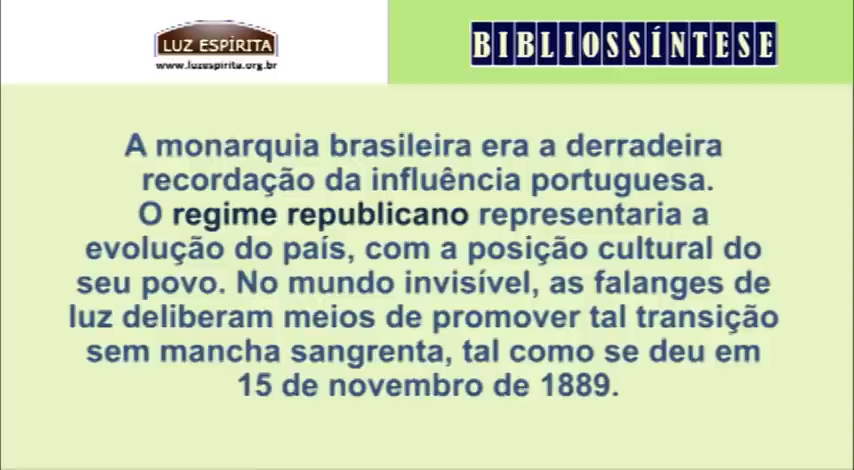 LUZ ESPÍRITA
www.luzespirita.org.br
BIBLIOSSÍNTESE
A monarquia brasileira era a derradeira
recordação da influência portuguesa.
O regime republicano representaria a
evolução do país, com a posição cultural do
seu povo. No mundo invisível, as falanges de
luz deliberam meios de promover tal transição
sem mancha sangrenta, tal como se deu em
15 de novembro de 1889.